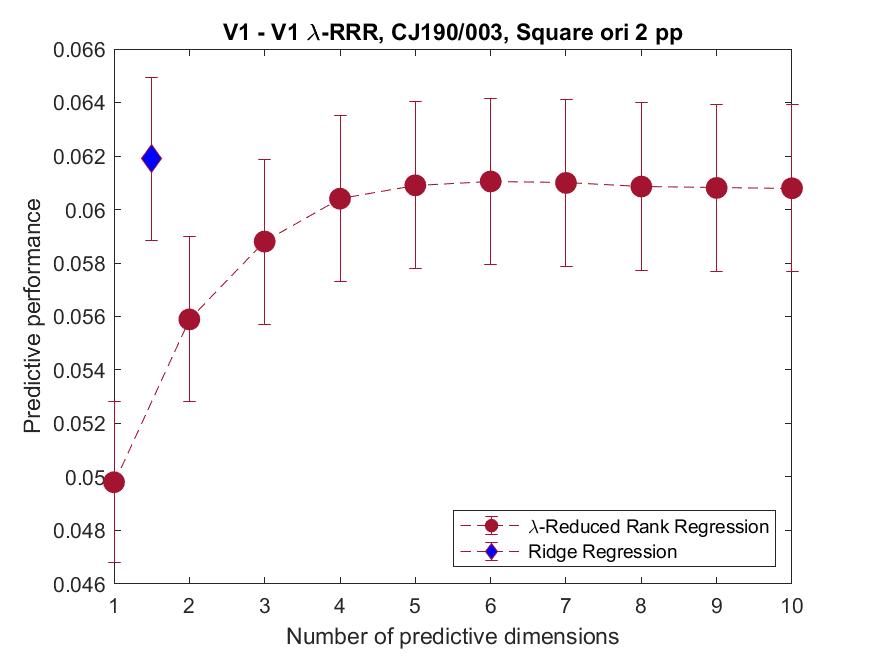 V1 - V1 λ-RRR, CJ190/003, Square ori 2 pp
Predictive performance
0.066
0.064
0.062
0.06
0.058
0.056
0.054
0.052
0.05
0.048
0.046
λ-Reduced Rank Regression
Ridge Regression
1 2 3 4 5 6 7 8 9 10
Number of predictive dimensions